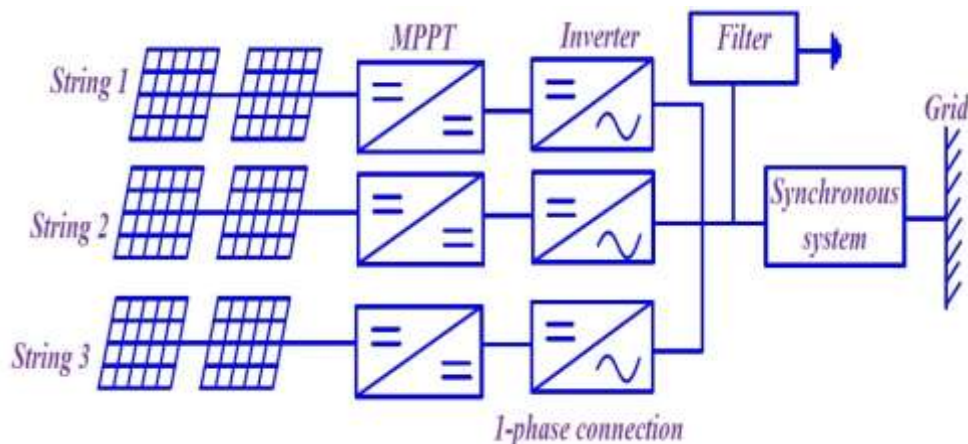 MPPT
Inverter
Filter
String 1
Grid
String 2
Synchronous
system
String 3
1-phase connection